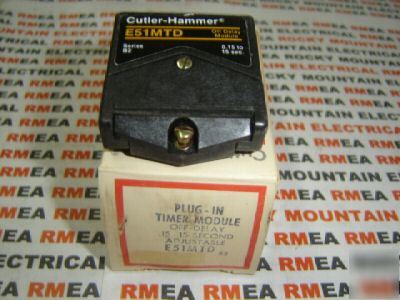 Cutler-Hammer®
E51MTD
Off Delay
Module
Series
B2
0.15 to
15 sec.
PLUG-IN
TIMER MODULE
OFF-DELAY
.15-15 SECOND
ADJUSTABLE
E51MTD
RMEA ROCKY MOUNTAIN ELECTRICAL